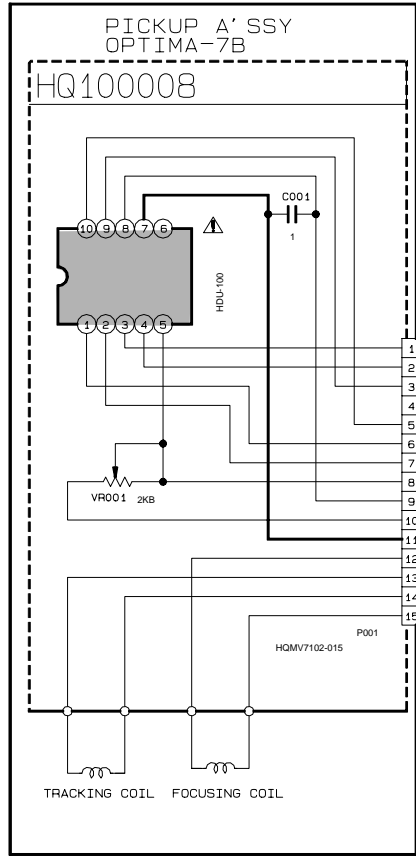 PICKUP A'SSY
OPTIMA-7B
HQ100008
C001
1
10 9 8 7 6
HDU-100
1 2 3 4 5
1
2
3
4
5
6
7
8
9
10
11
12
13
14
15
VR001 2KB
P001
HQMV7102-015
TRACKING COIL FOCUSING COIL